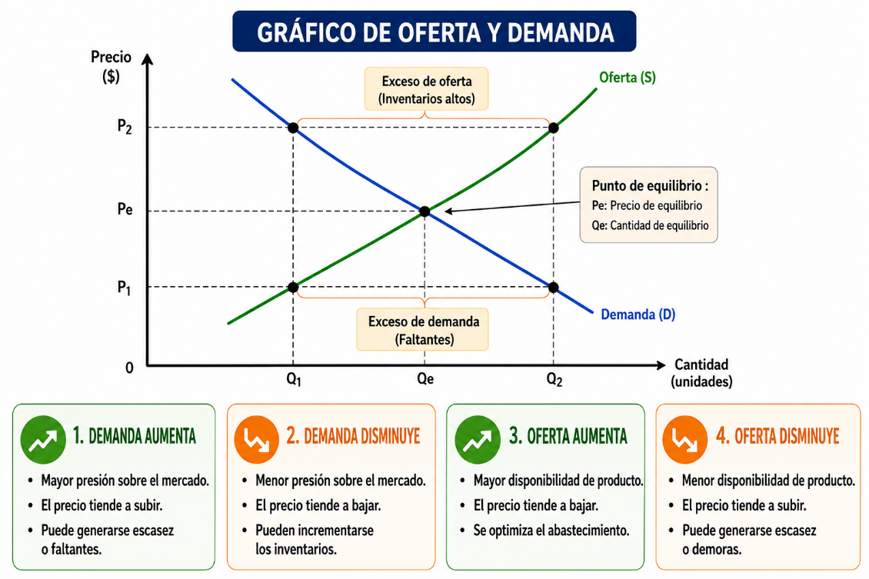 GRÁFICO DE OFERTA Y DEMANDA
Precio
($)
Exceso de oferta
(Inventarios altos)
Oferta (S)
P2
Pe
Punto de equilibrio :
Pe: Precio de equilibrio
Qe: Cantidad de equilibrio
P1
Exceso de demanda
(Faltantes)
Demanda (D)
0
Q1
Qe
Q2
Cantidad
(unidades)
1. DEMANDA AUMENTA
• Mayor presión sobre el mercado.
• El precio tiende a subir.
• Puede generarse escasez
o faltantes.
2. DEMANDA DISMINUYE
• Menor presión sobre el mercado.
• El precio tiende a bajar.
• Pueden incrementarse
los inventarios.
3. OFERTA AUMENTA
• Mayor disponibilidad de producto.
• El precio tiende a bajar.
• Se optimiza el abastecimiento.
4. OFERTA DISMINUYE
• Menor disponibilidad de producto.
• El precio tiende a subir.
• Puede generarse escasez
o demoras.